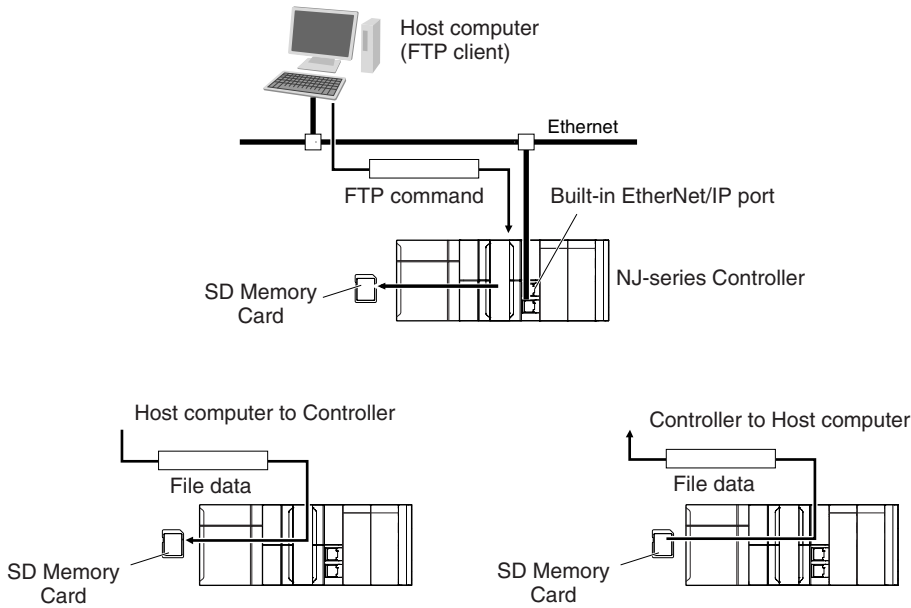 Host computer
(FTP client)
Ethernet
FTP command
Built-in EtherNet/IP port
NJ-series Controller
SD Memory
Card
Host computer to Controller
File data
SD Memory
Card
Controller to Host computer
File data
SD Memory
Card